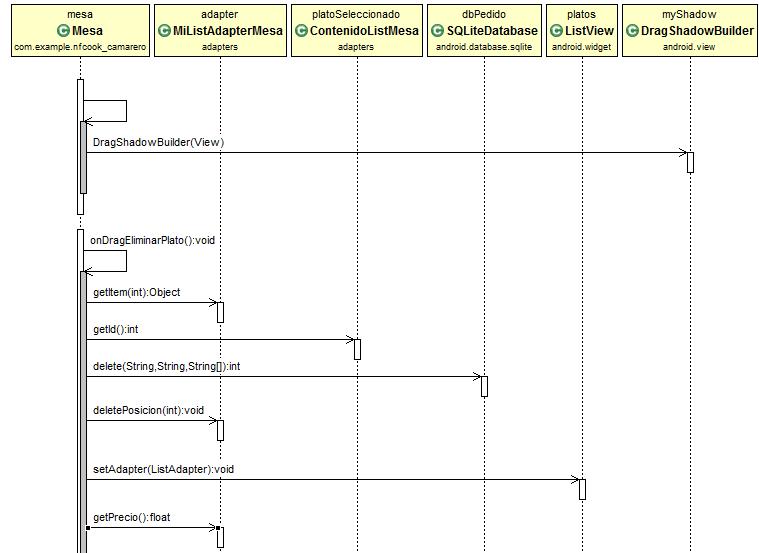 mesa
Mesa
com.example.nfcook_camarero
adapter
MiListAdapterMesa
adapters
platoSeleccionado
ContenidoListMesa
adapters
dbPedido
SQLiteDatabase
android.database.sqlite
platos
ListView
android.widget
myShadow
DragShadowBuilder
android.view
DragShadowBuilder(View)
onDragEliminarPlato():void
getItem(int):Object
getId():int
delete(String,String,String[]):int
deletePosicion(int):void
setAdapter(ListAdapter):void
getPrecio():float